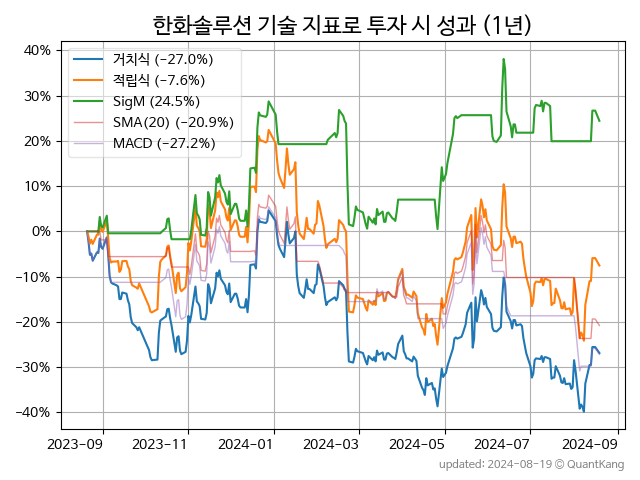 한화솔루션 기술 지표로 투자 시 성과 (1년)
40%
30%
20%
10%
0%
−10%
−20%
−30%
−40%
거치식 (−27.0%)
적립식 (−7.6%)
SigM (24.5%)
SMA(20) (−20.9%)
MACD (−27.2%)
2023-09 2023-11 2024-01 2024-03 2024-05 2024-07 2024-09
updated: 2024-08-19 © QuantKang